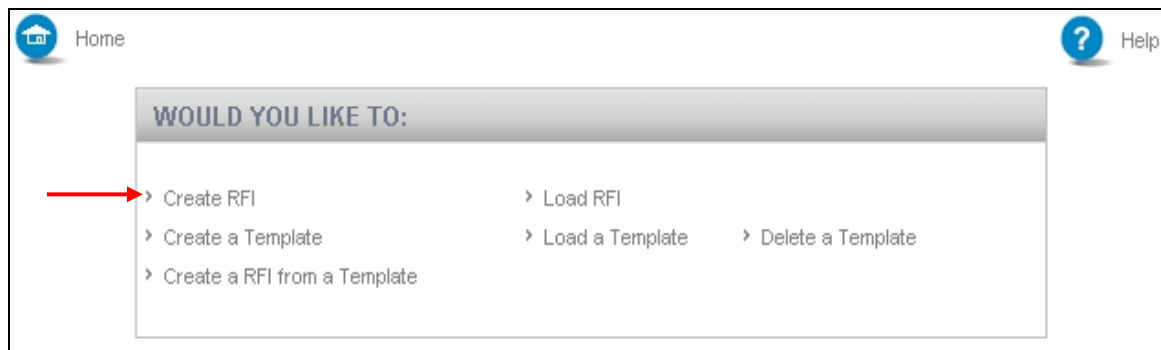 Home
? Help
WOULD YOU LIKE TO:
> Create RFI > Load RFI
> Create a Template > Load a Template > Delete a Template
> Create a RFI from a Template